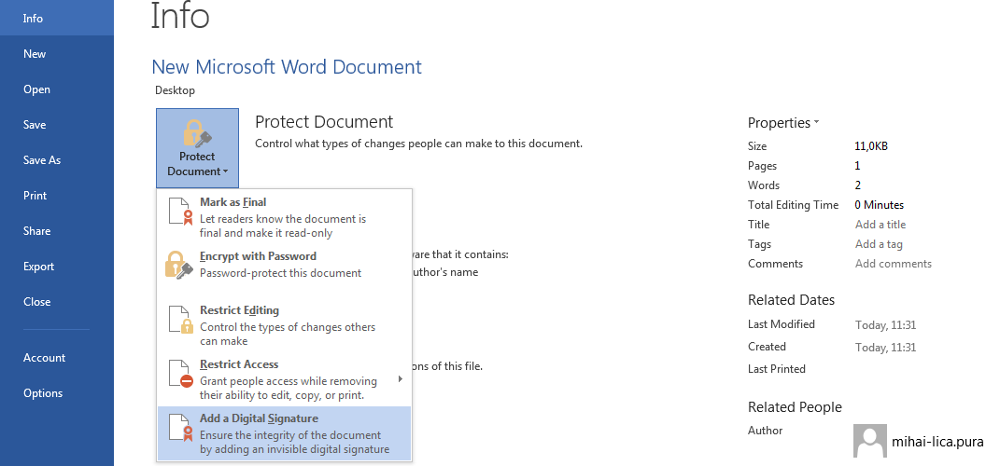 Info
New
Open
Save
Save As
Print
Share
Export
Close
Account
Options
Info
New Microsoft Word Document
Desktop
Protect
Document
Protect Document
Control what types of changes people can make to this document.
Mark as Final
Let readers know the document is
final and make it read-only
Encrypt with Password
Password-protect this document
Restrict Editing
Control the types of changes others
can make
Restrict Access
Grant people access while removing
their ability to edit, copy, or print.
Add a Digital Signature
Ensure the integrity of the document
by adding an invisible digital signature
ware that it contains:
uthor's name
ons of this file.
Properties
Size 11,0KB
Pages 1
Words 2
Total Editing Time 0 Minutes
Title Add a title
Tags Add a tag
Comments Add comments
Related Dates
Last Modified Today, 11:31
Created Today, 11:31
Last Printed
Related People
Author mihai-lica.pura